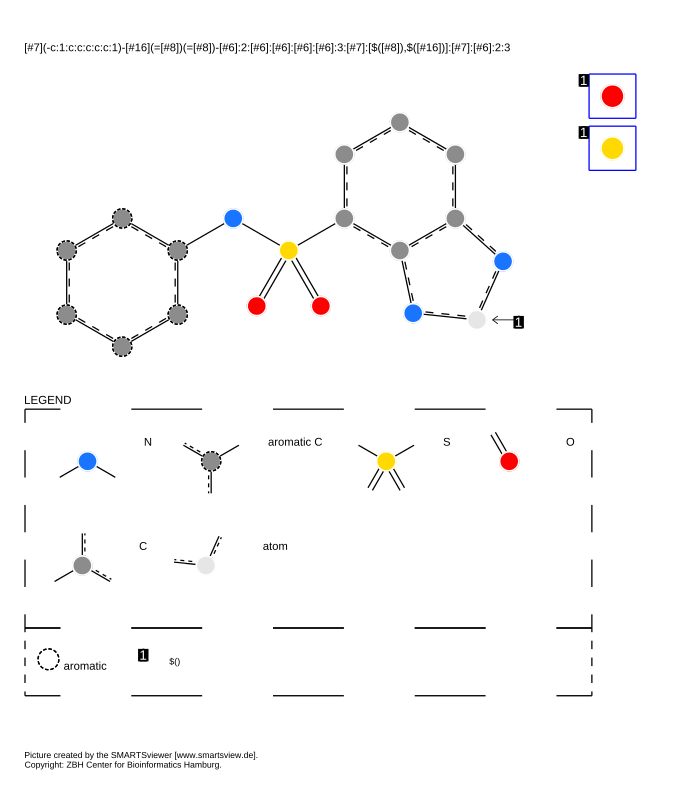 [#7](-c:1:c:c:c:c:c:1)-[#16](=[#8])(=[#8])-[#6]:2:[#6]:[#6]:[#6]:[#6]:3:[#7]:[$([#8]),$([#16])]:[#7]:[#6]:2:3
1
1
1
LEGEND
N aromatic C S O
C atom
aromatic 1 $()
Picture created by the SMARTSviewer [www.smartsview.de].
Copyright: ZBH Center for Bioinformatics Hamburg.